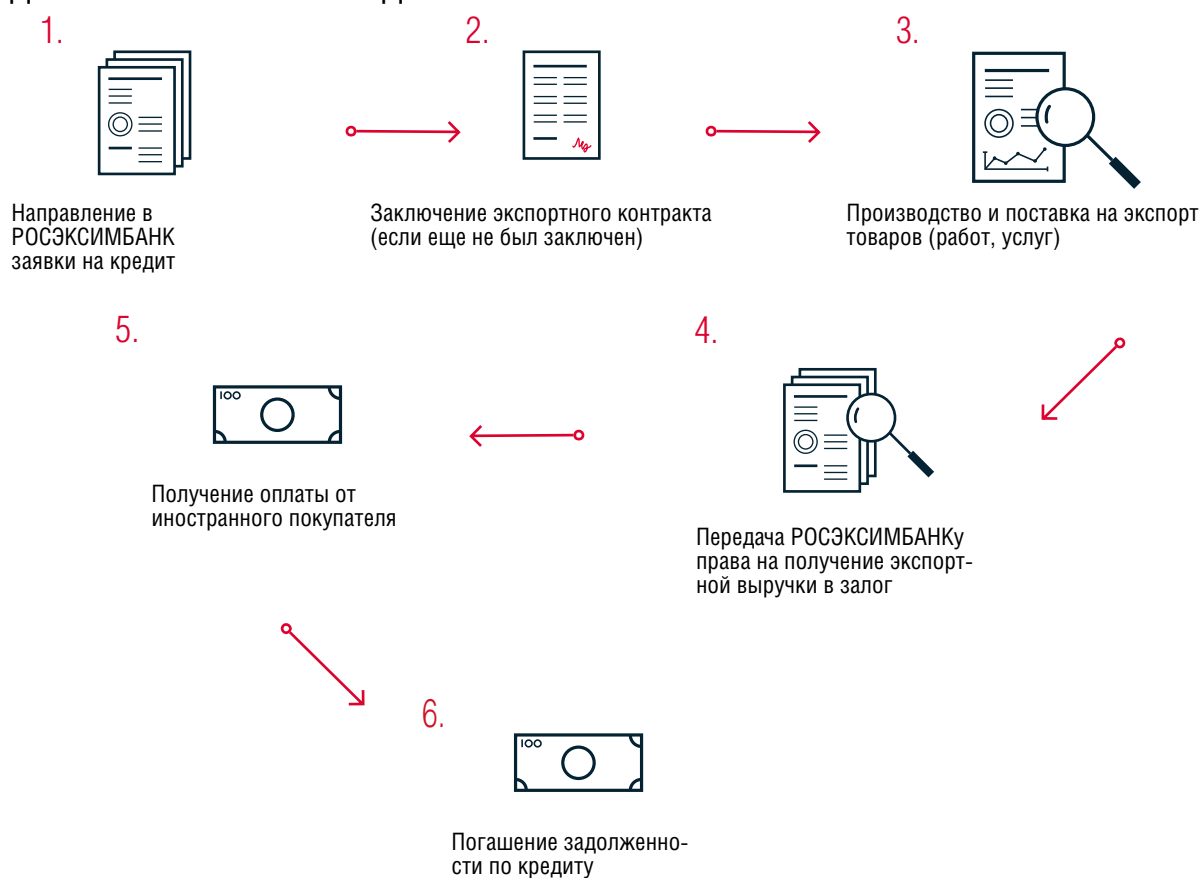 1.
Направление в
РОСЭКСИМБАНК
заявки на кредит
2.
Заключение экспортного контракта
(если еще не был заключен)
3.
Производство и поставка на экспорт
товаров (работ, услуг)
4.
Передача РОСЭКСИМБАНКу
права на получение экспорт-
ной выручки в залог
5.
100
Получение оплаты от
иностранного покупателя
6.
100
Погашение задолженно-
сти по кредиту